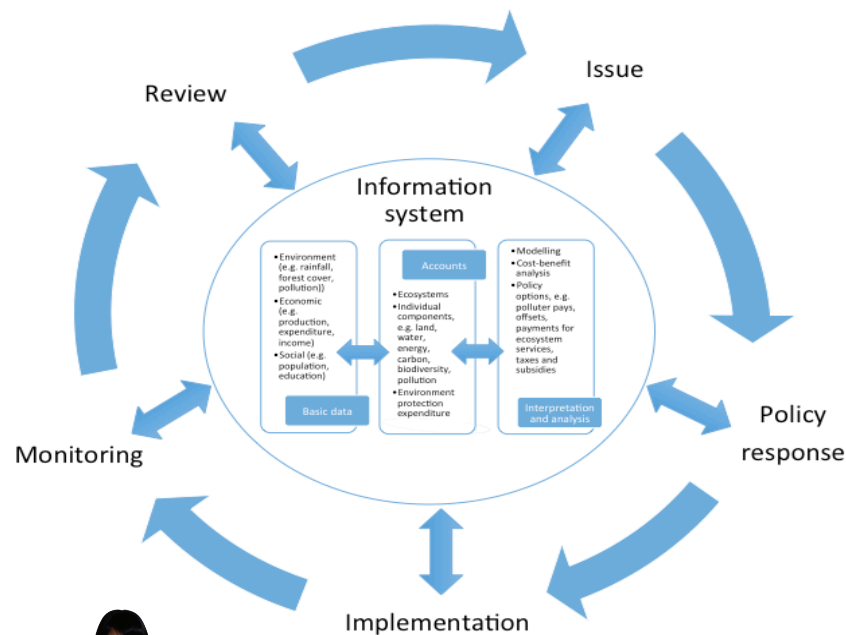 Review
Issue
Information
system
•Environment
(e.g. rainfall,
forest cover,
pollution))
•Economic
(e.g.
production,
expenditure,
income)
•Social (e.g.
population,
education)
Basic data
Accounts
•Ecosystems
•Individual
components,
e.g. land,
water,
energy,
carbon,
biodiversity,
pollution
•Environment
protection
expenditure
•Modelling
•Cost-benefit
analysis
•Policy
options, e.g.
polluter pays,
offsets,
payments for
ecosystem
services,
taxes and
subsidies
Interpretation
and analysis
Monitoring
Policy
response
Implementation